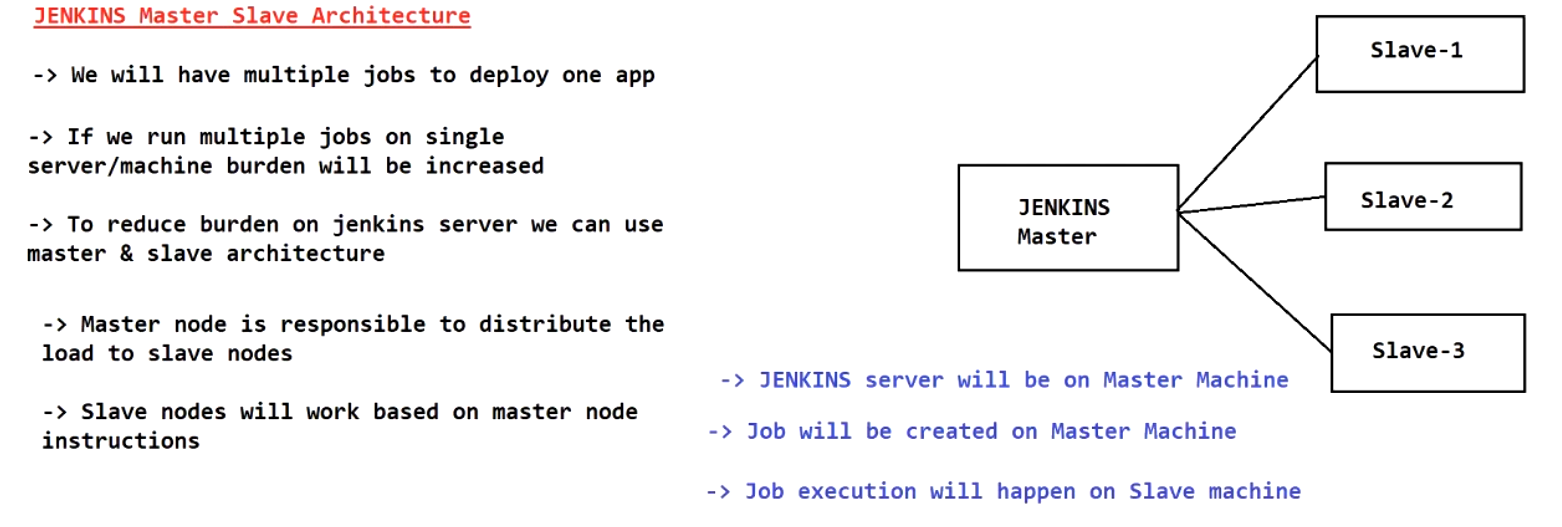 JENKINS Master Slave Architecture
-> We will have multiple jobs to deploy one app
-> If we run multiple jobs on single
server/machine burden will be increased
-> To reduce burden on jenkins server we can use
master & slave architecture
-> Master node is responsible to distribute the
load to slave nodes
-> Slave nodes will work based on master node
instructions
JENKINS
Master
Slave-1
Slave-2
Slave-3
-> JENKINS server will be on Master Machine
-> Job will be created on Master Machine
-> Job execution will happen on Slave machine